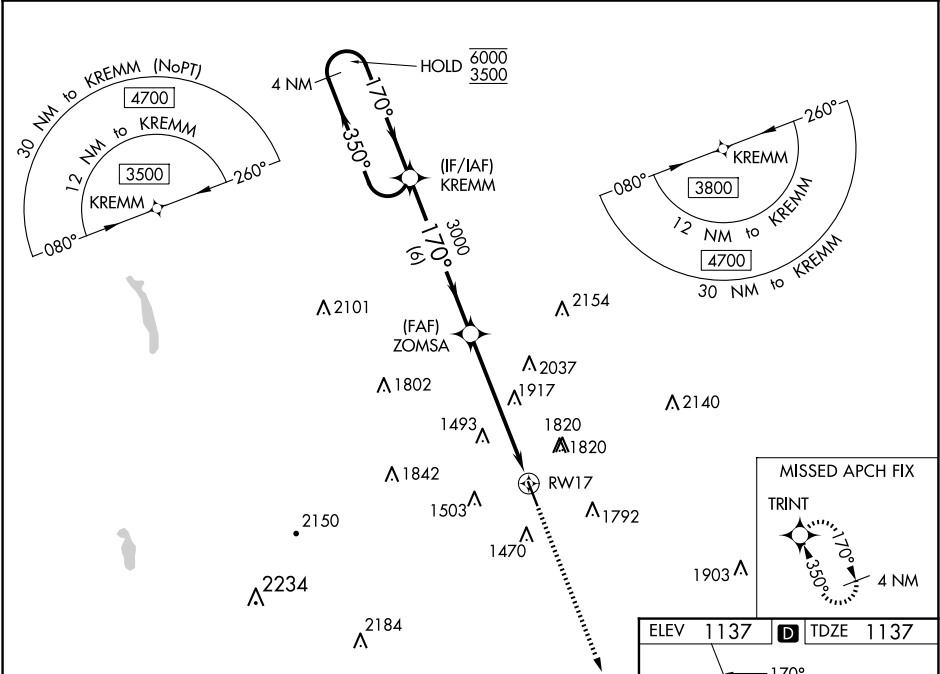 30 NM to KREMM (NoPT)
4700
12 NM to KREMM
3500
KREMM
260°
080°
HOLD 6000
3500
4 NM
170°
350°
(IF/IAF)
KREMM
3000
170°
(6)
260°
KREMM
080°
3800
12 NM to KREMM
4700
30 NM to KREMM
2101
2154
(FAF)
ZOMSA
2037
1802
1917
2140
1493
1820
1820
1842
RW17
1503
1792
2150
1470
1903
2234
2184
MISSED APCH FIX
TRINT
170°
350°
4 NM
ELEV 1137 D TDZE 1137
170°